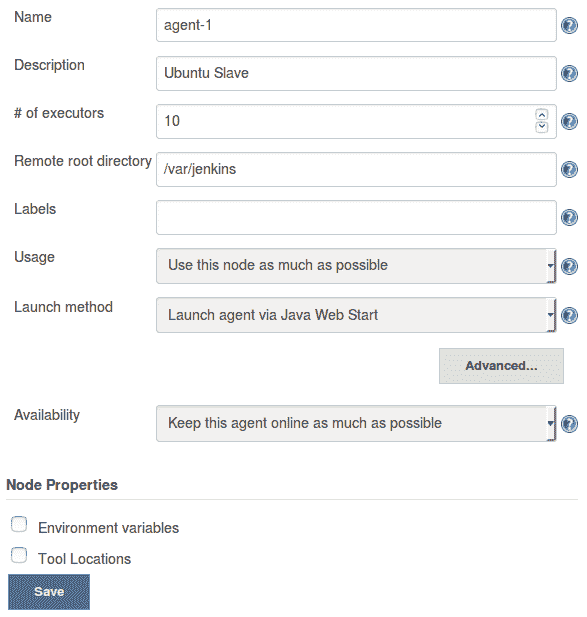 Name
agent-1
Description
Ubuntu Slave
# of executors
10
Remote root directory
/var/jenkins
Labels
Usage
Use this node as much as possible
Launch method
Launch agent via Java Web Start
Advanced...
Availability
Keep this agent online as much as possible
Node Properties
Environment variables
Tool Locations
Save